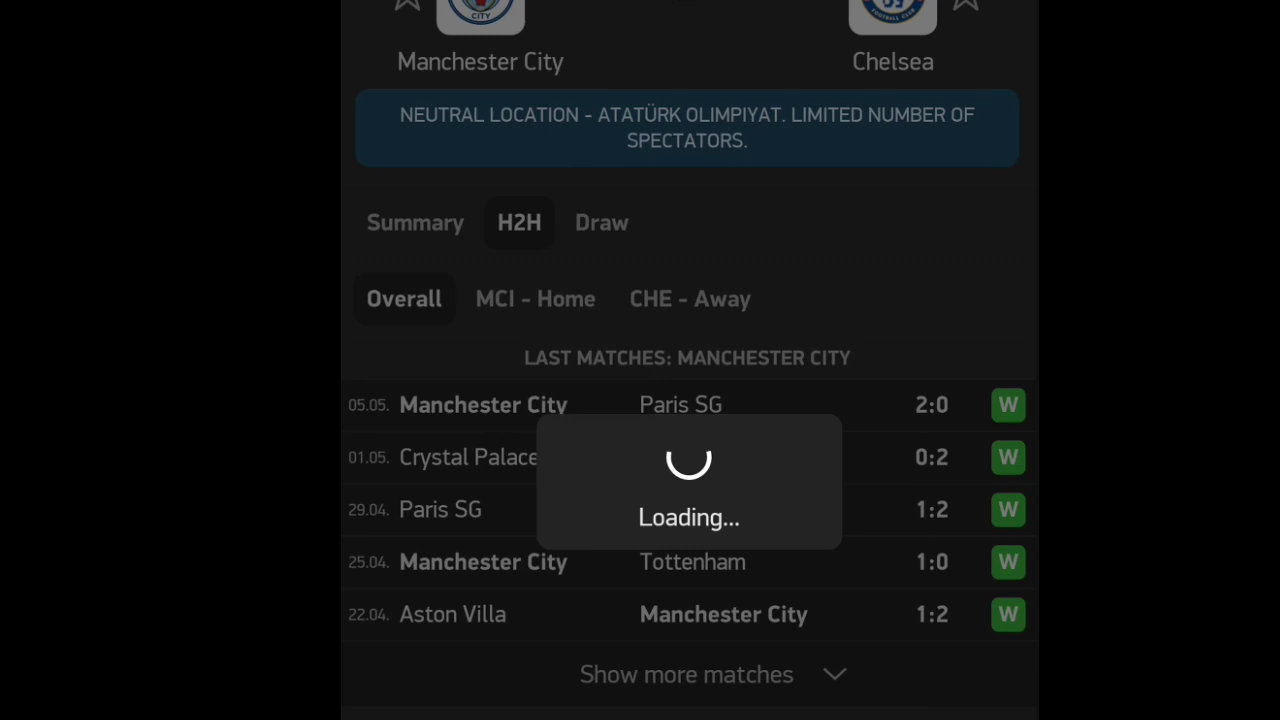 CITY
Manchester City
Chelsea
NEUTRAL LOCATION - ATATÜRK OLIMPIYAT. LIMITED NUMBER OF
SPECTATORS.
Summary H2H Draw
Overall MCI - Home CHE - Away
LAST MATCHES: MANCHESTER CITY
05.05. Manchester City Paris SG 2:0 W
01.05. Crystal Palace 0:2 W
29.04. Paris SG 1:2 W
Loading...
25.04. Manchester City Tottenham 1:0 W
22.04. Aston Villa Manchester City 1:2 W
Show more matches